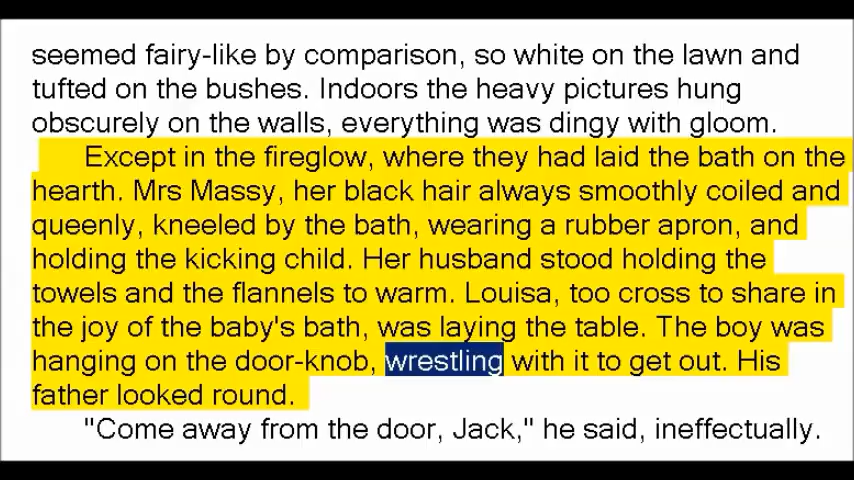 seemed fairy-like by comparison, so white on the lawn and
tufted on the bushes. Indoors the heavy pictures hung
obscurely on the walls, everything was dingy with gloom.
Except in the fireglow, where they had laid the bath on the
hearth. Mrs Massy, her black hair always smoothly coiled and
queenly, kneeled by the bath, wearing a rubber apron, and
holding the kicking child. Her husband stood holding the
towels and the flannels to warm. Louisa, too cross to share in
the joy of the baby's bath, was laying the table. The boy was
hanging on the door-knob, wrestling with it to get out. His
father looked round.
"Come away from the door, Jack," he said, ineffectually.